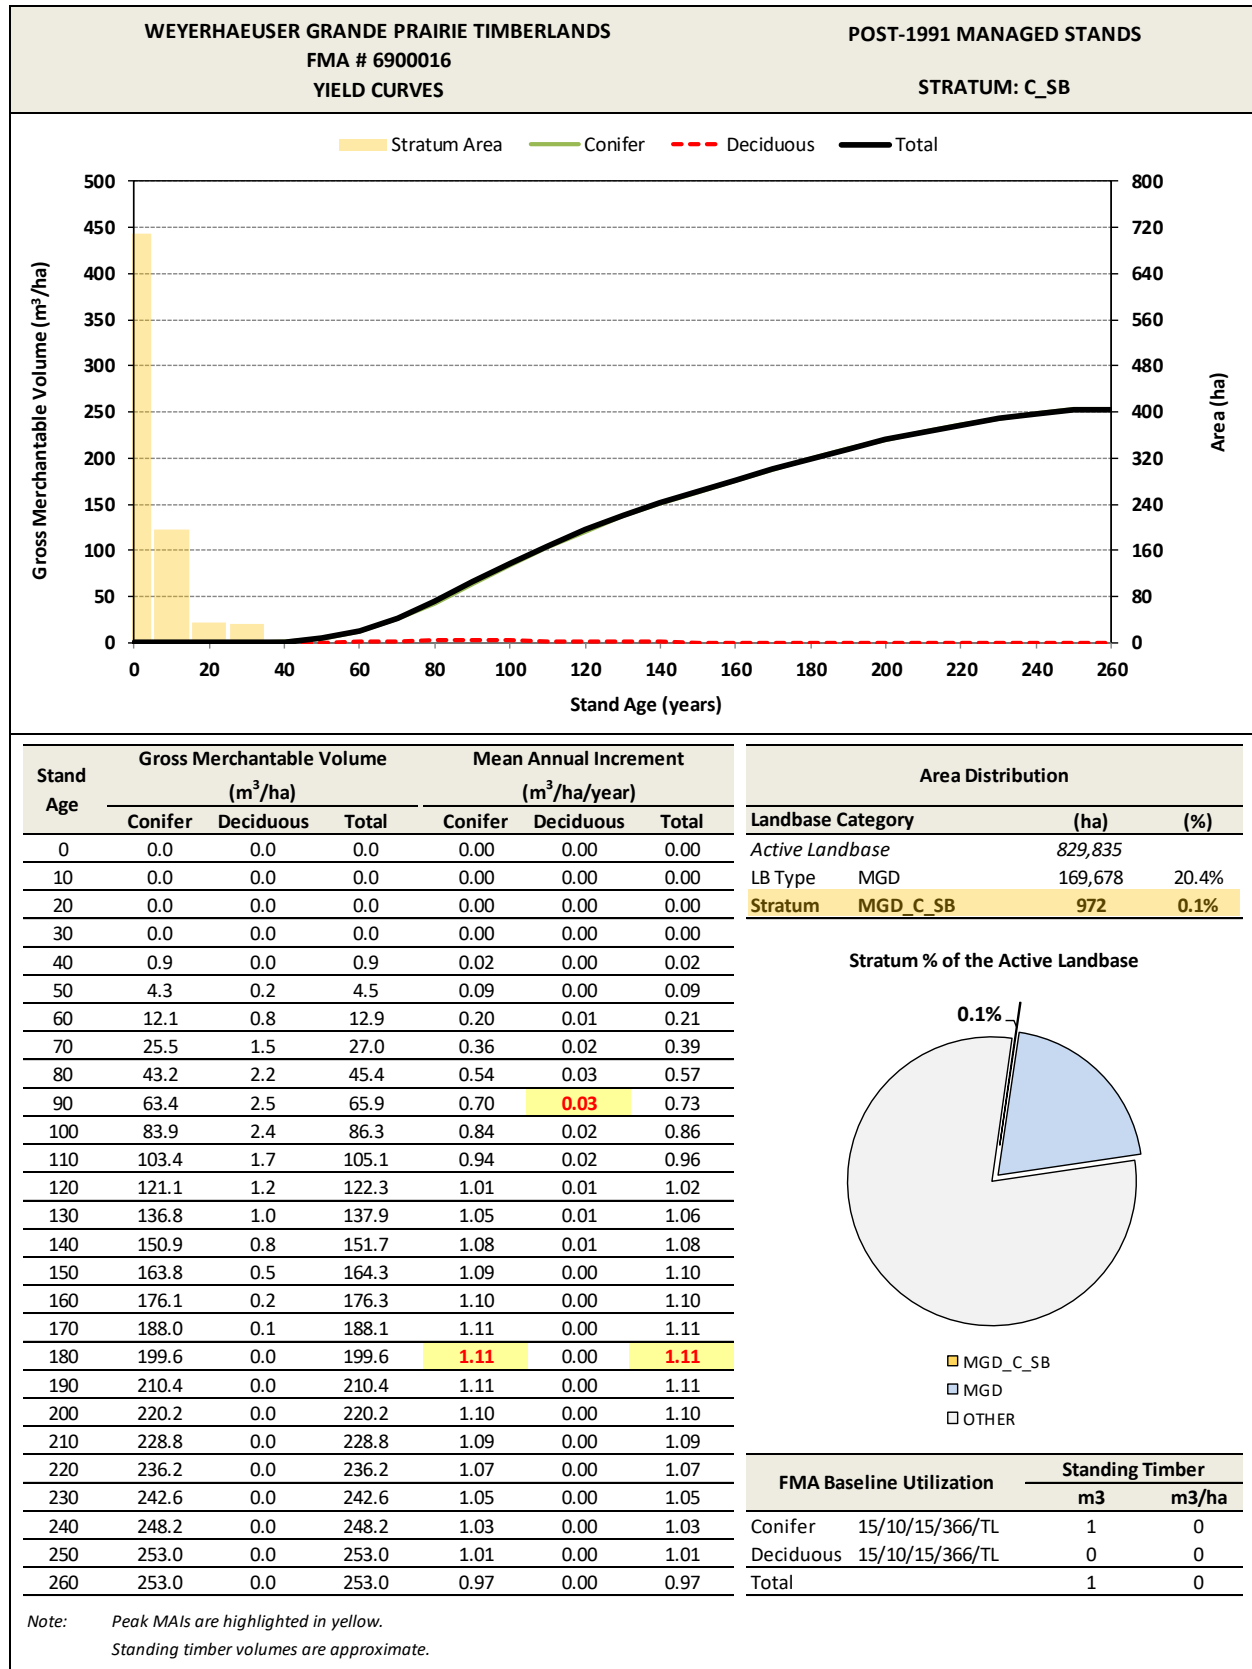 WEYERHAEUSER GRANDE PRAIRIE TIMBERLANDS
FMA # 6900016
YIELD CURVES
POST-1991 MANAGED STANDS
STRATUM: C_SB
Stratum Area Conifer Deciduous Total
Gross Merchantable Volume (m³/ha)
500
450
400
350
300
250
200
150
100
50
0
800
720
640
560
480
400
320
240
160
80
0
Area (ha)
0 20 40 60 80 100 120 140 160 180 200 220 240 260
Stand Age (years)
Stand Age
Gross Merchantable Volume (m³/ha)
Mean Annual Increment (m³/ha/year)
Conifer Deciduous Total Conifer Deciduous Total
0 0.0 0.0 0.0 0.00 0.00 0.00
10 0.0 0.0 0.0 0.00 0.00 0.00
20 0.0 0.0 0.0 0.00 0.00 0.00
30 0.0 0.0 0.0 0.00 0.00 0.00
40 0.9 0.0 0.9 0.02 0.00 0.02
50 4.3 0.2 4.5 0.09 0.00 0.09
60 12.1 0.8 12.9 0.20 0.01 0.21
70 25.5 1.5 27.0 0.36 0.02 0.39
80 43.2 2.2 45.4 0.54 0.03 0.57
90 63.4 2.5 65.9 0.70 0.03 0.73
100 83.9 2.4 86.3 0.84 0.02 0.86
110 103.4 1.7 105.1 0.94 0.02 0.96
120 121.1 1.2 122.3 1.01 0.01 1.02
130 136.8 1.0 137.9 1.05 0.01 1.06
140 150.9 0.8 151.7 1.08 0.01 1.08
150 163.8 0.5 164.3 1.09 0.00 1.10
160 176.1 0.2 176.3 1.10 0.00 1.10
170 188.0 0.1 188.1 1.11 0.00 1.11
180 199.6 0.0 199.6 1.11 0.00 1.11
190 210.4 0.0 210.4 1.11 0.00 1.11
200 220.2 0.0 220.2 1.10 0.00 1.10
210 228.8 0.0 228.8 1.09 0.00 1.09
220 236.2 0.0 236.2 1.07 0.00 1.07
230 242.6 0.0 242.6 1.05 0.00 1.05
240 248.2 0.0 248.2 1.03 0.00 1.03
250 253.0 0.0 253.0 1.01 0.00 1.01
260 253.0 0.0 253.0 0.97 0.00 0.97
Area Distribution
Landbase Category (ha) (%)
Active Landbase 829,835
LB Type MGD 169,678 20.4%
Stratum MGD_C_SB 972 0.1%
Stratum % of the Active Landbase
0.1%
MGD_C_SB
MGD
OTHER
FMA Baseline Utilization Standing Timber
m3 m3/ha
Conifer 15/10/15/366/TL 1 0
Deciduous 15/10/15/366/TL 0 0
Total 1 0
Note: Peak MAIs are highlighted in yellow.
Standing timber volumes are approximate.